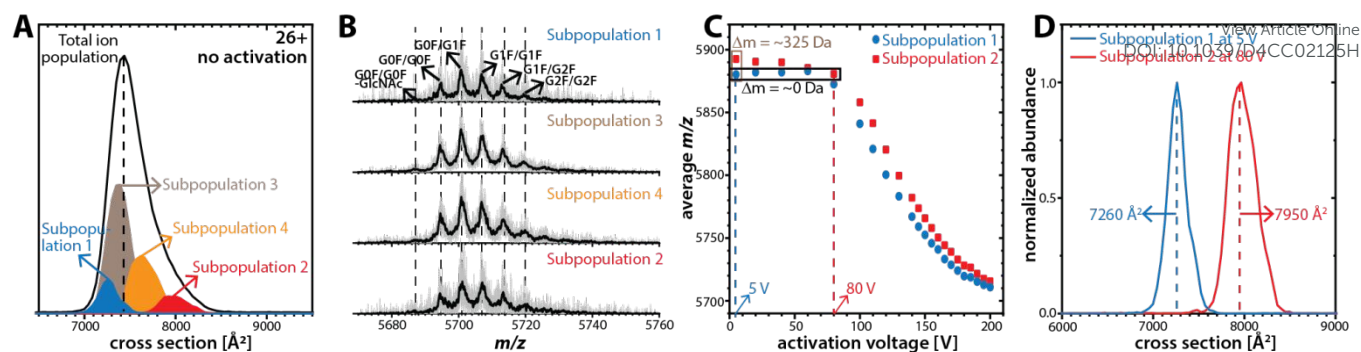 A
26+
no activation
Total ion
population
Subpopulation 3
Subpopu-
lation 1
Subpopulation 4
Subpopulation 2
7000
8000
9000
cross section [Å²]
B
Subpopulation 1
G0F/G0F
-GlcNAc
G0F/G0F
G0F/G1F
G1F/G1F
G1F/G2F
G2F/G2F
Subpopulation 3
Subpopulation 4
Subpopulation 2
5680
5700
5720
5740
5760
m/z
C
Subpopulation 1
Subpopulation 2
Δm = ~325 Da
Δm = ~0 Da
5 V
80 V
5900
5850
5800
5750
5700
average m/z
0
50
100
150
200
activation voltage [V]
D
View Article Online
DOI: 10.1039/D4CC02125H
Subpopulation 1 at 5 V
Subpopulation 2 at 80 V
1.0
0.5
0.0
normalized abundance
7260 Å²
7950 Å²
6000
7000
8000
9000
cross section [Å²]